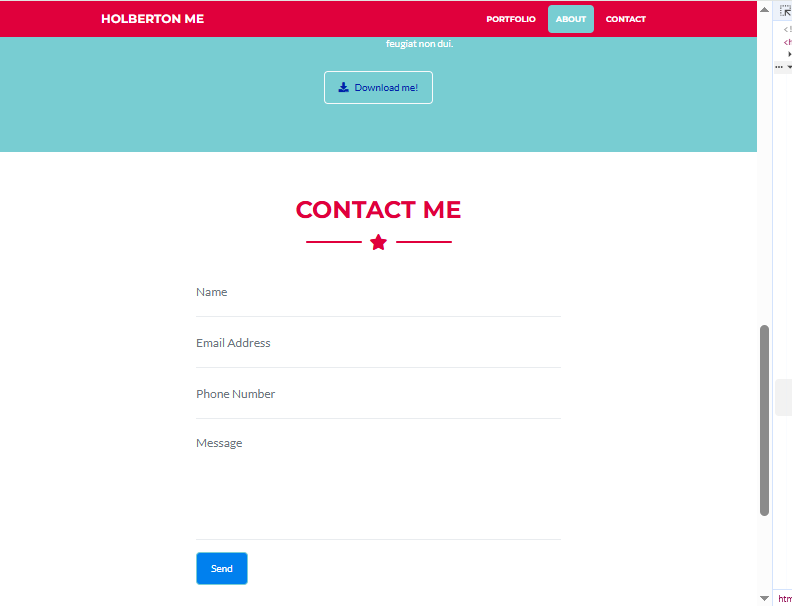 HOLBERTON ME
PORTFOLIO
ABOUT
CONTACT
feugiat non dui.
Download me!
CONTACT ME
Name
Email Address
Phone Number
Message
Send